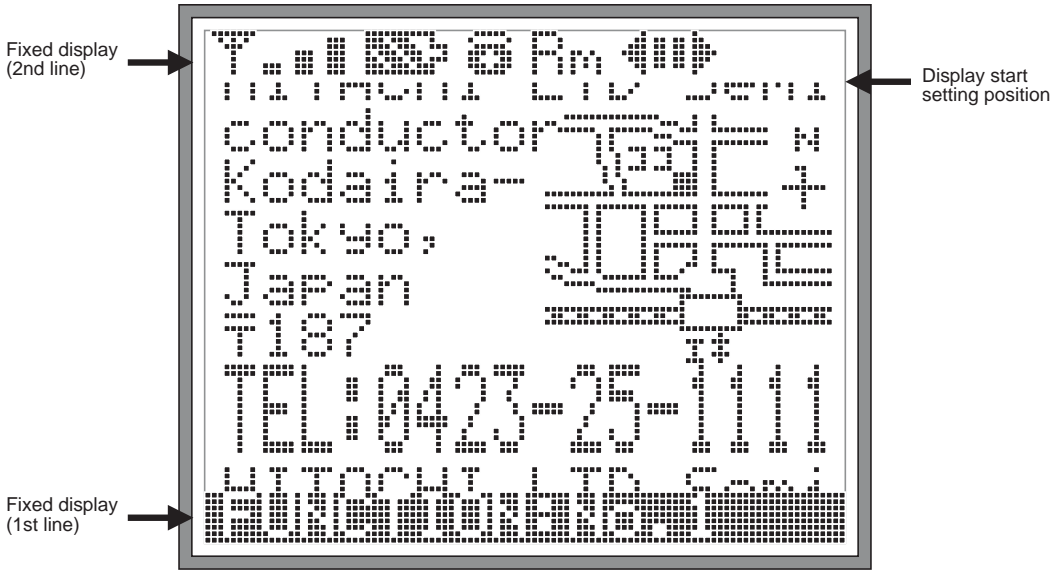 Fixed display
(2nd line)
Display start
setting position
conductor
N
Kodaira-
Tokyo,
Japan
T187
TEL:0423-25-1111
Fixed display
(1st line)